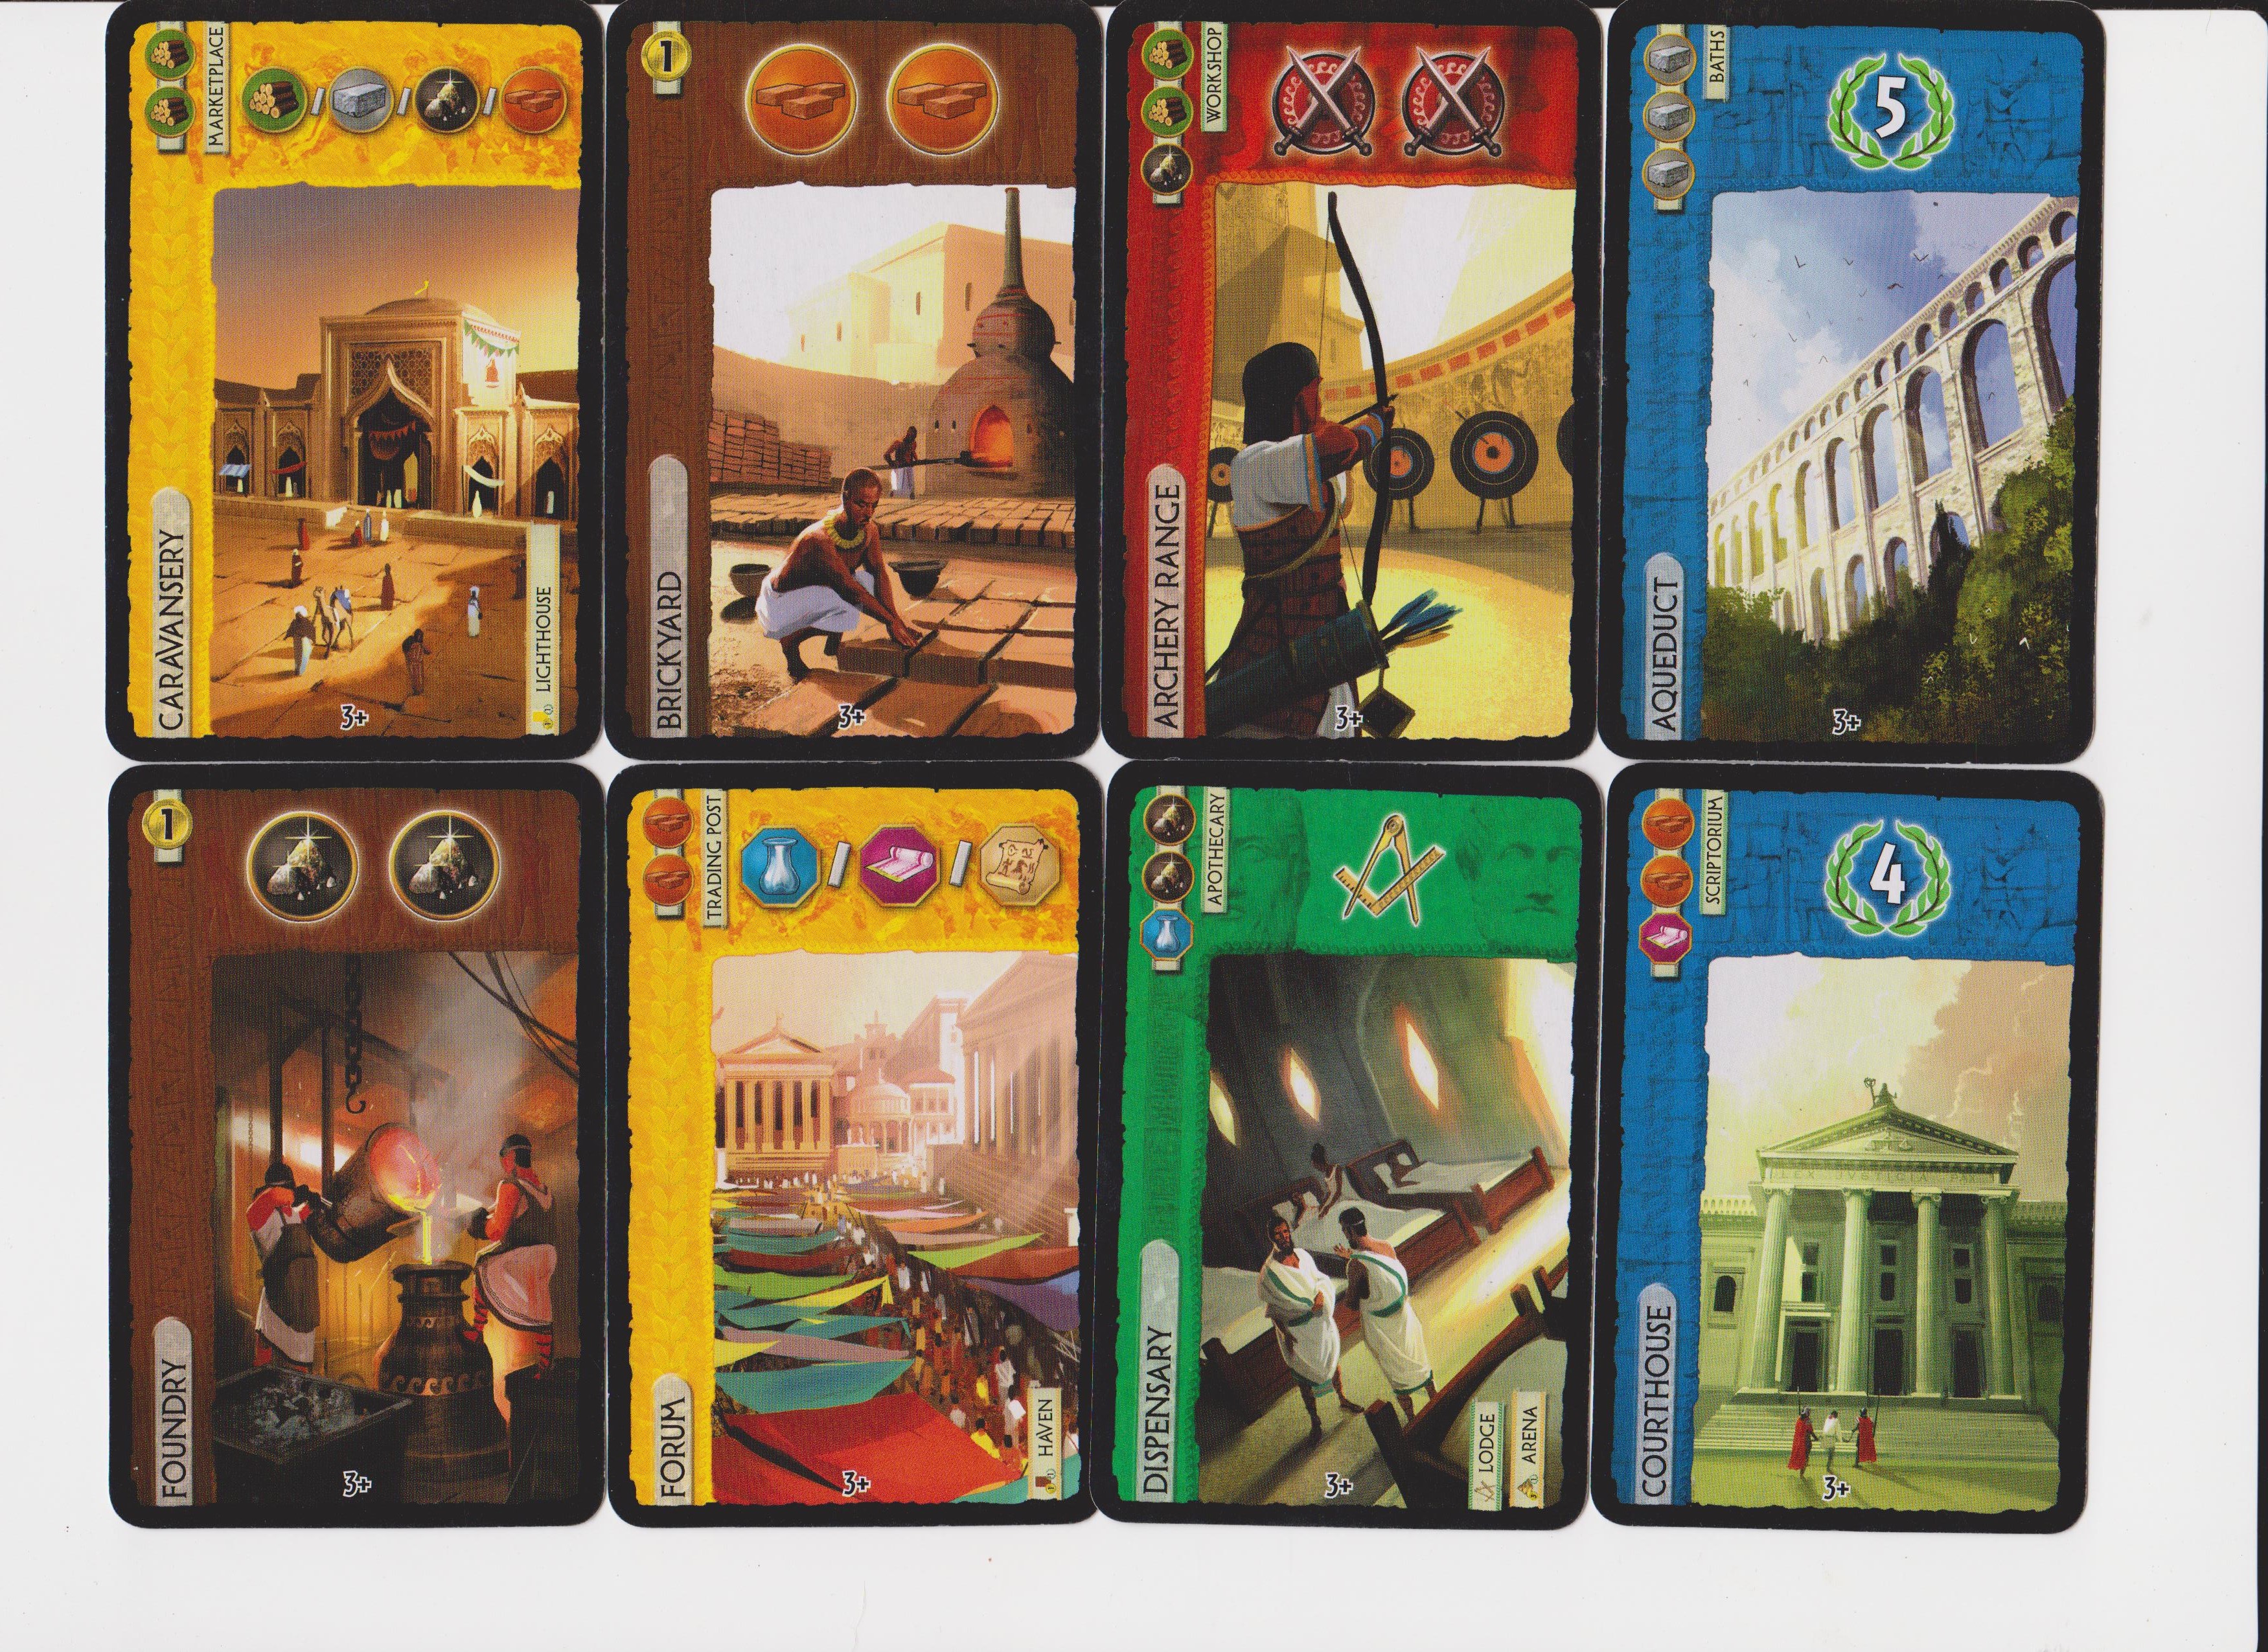 MARKETPLACE
CARAVANSERY
LIGHTHOUSE
3+
1
BRICKYARD
3+
WORKSHOP
ARCHERY RANGE
3+
BATHS
5
AQUEDUCT
3+
1
FOUNDRY
3+
TRADING POST
FORUM
HAVEN
3+
APOTHECARY
DISPENSARY
LODGE
ARENA
3+
SCRIPTORIUM
4
COURTHOUSE
3+